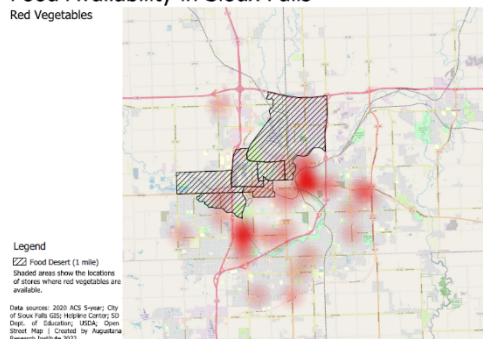 Food Availability in Sioux Falls
Red Vegetables
Legend
Food Desert (1 mile)
Shaded areas show the locations
of stores where red vegetables are
available.
Data sources: 2020 ACS 5-year; City
of Sioux Falls GIS; Helpline Center; SD
Dept. of Education; USDA; Open
Street Map | Created by Augustana
Research Institute 2022